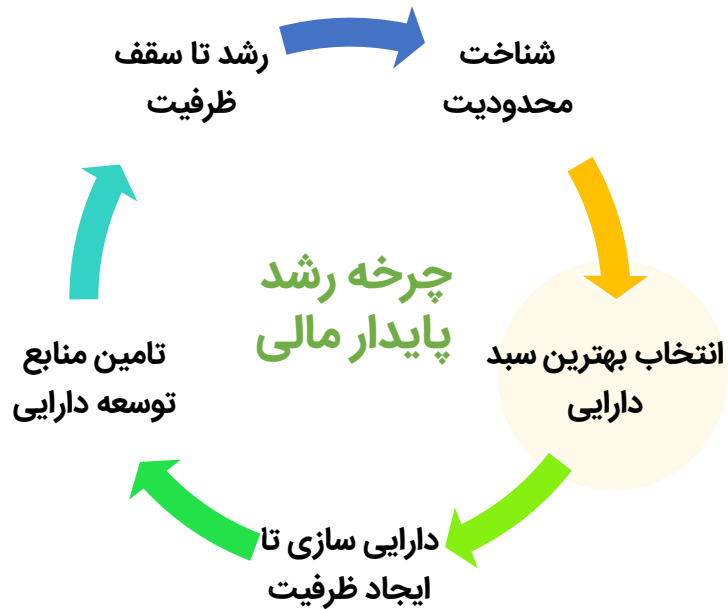 شناخت
محدودیت
انتخاب بهترین سبد
دارایی
دارایی سازی تا
ایجاد ظرفیت
تامین منابع
توسعه دارایی
رشد تا سقف
ظرفیت
چرخه رشد
پایدار مالی